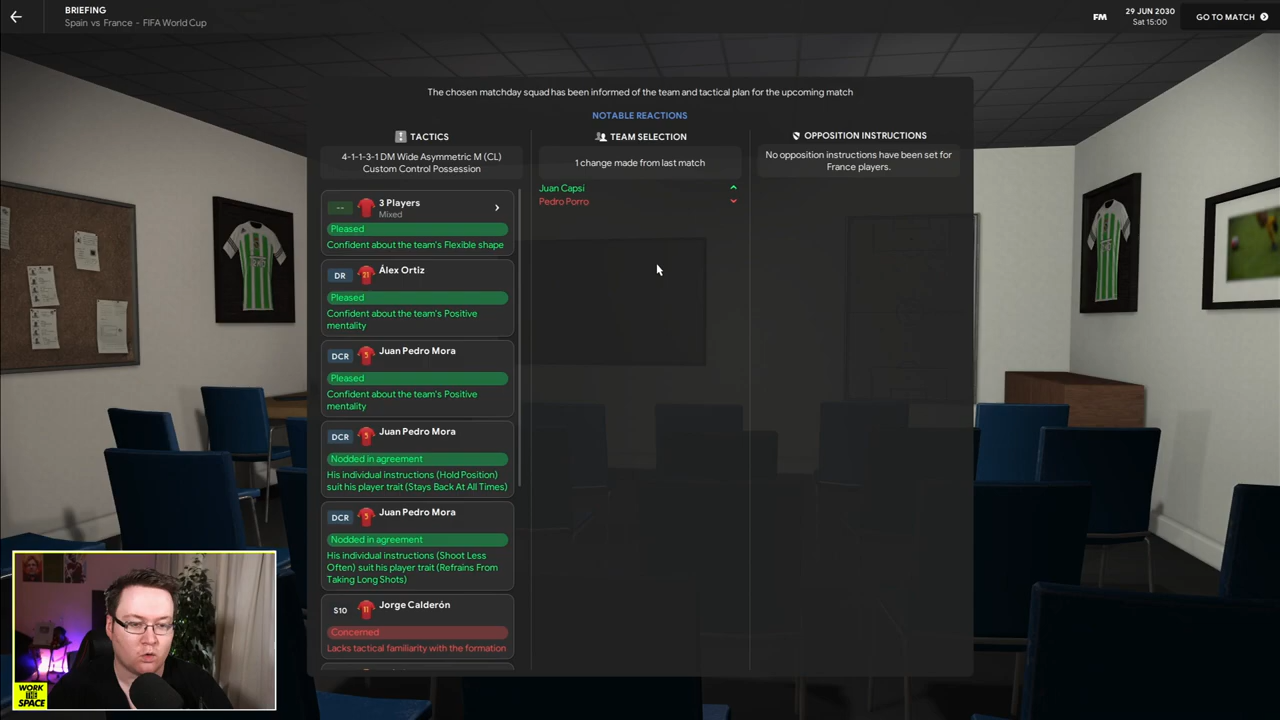 BRIEFING
Spain vs France - FIFA World Cup
FM
29 JUN 2030
Sat 15:00
GO TO MATCH
The chosen matchday squad has been informed of the team and tactical plan for the upcoming match
NOTABLE REACTIONS
TACTICS
4-1-1-3-1 DM Wide Asymmetric M (CL)
Custom Control Possession
--
3 Players
Mixed
Pleased
Confident about the team's Flexible shape
DR
21
Álex Ortiz
Pleased
Confident about the team's Positive
mentality
DCR
5
Juan Pedro Mora
Pleased
Confident about the team's Positive
mentality
DCR
5
Juan Pedro Mora
Nodded in agreement
His individual instructions (Hold Position)
suit his player trait (Stays Back At All Times)
DCR
5
Juan Pedro Mora
Nodded in agreement
His individual instructions (Shoot Less
Often) suit his player trait (Refrains From
Taking Long Shots)
S10
11
Jorge Calderón
Concerned
Lacks tactical familiarity with the formation
TEAM SELECTION
1 change made from last match
Juan Capsi
Pedro Porro
OPPOSITION INSTRUCTIONS
No opposition instructions have been set for
France players.
WORK
THE
SPACE